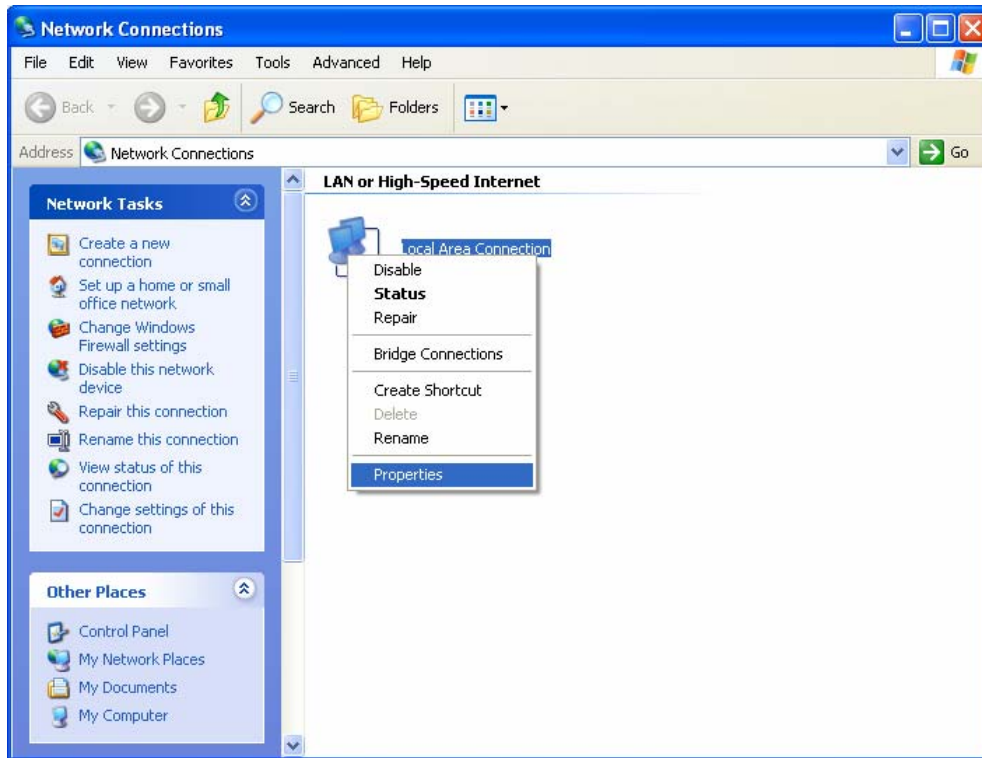 Network Connections
File Edit View Favorites Tools Advanced Help
Back Search Folders
Address Network Connections Go
Network Tasks
Create a new
connection
Set up a home or small
office network
Change Windows
Firewall settings
Disable this network
device
Repair this connection
Rename this connection
View status of this
connection
Change settings of this
connection
Other Places
Control Panel
My Network Places
My Documents
My Computer
LAN or High-Speed Internet
Local Area Connection
Disable
Status
Repair
Bridge Connections
Create Shortcut
Delete
Rename
Properties